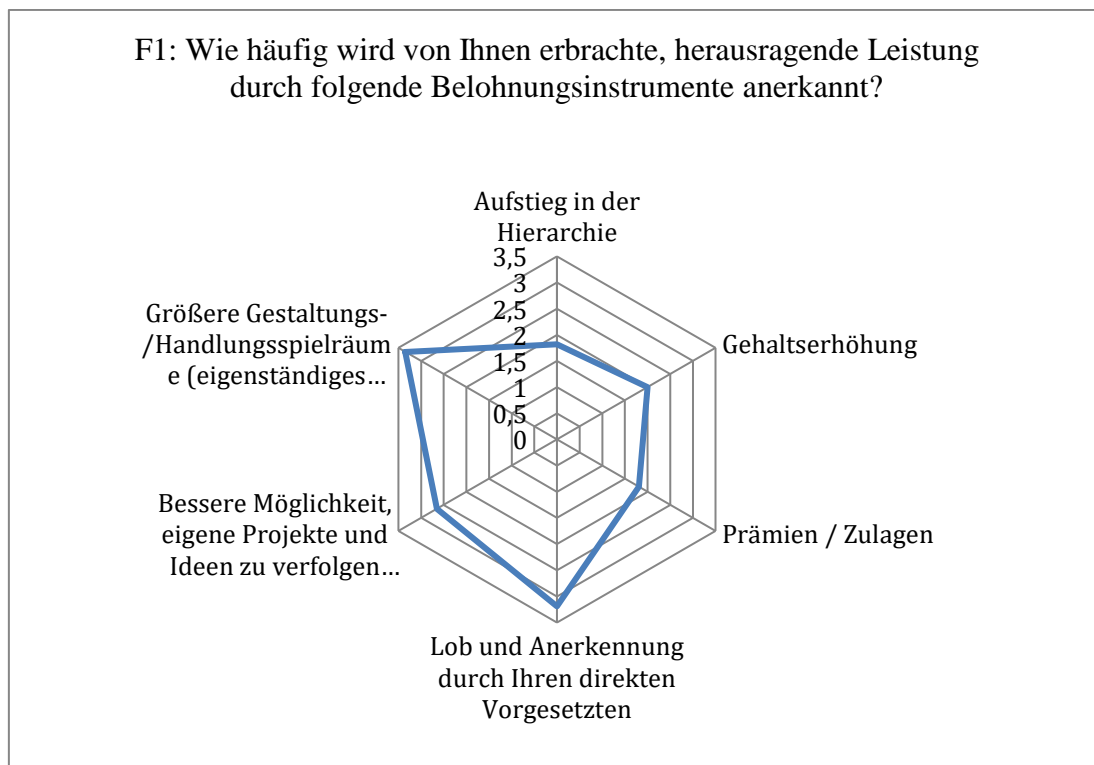 F1: Wie häufig wird von Ihnen erbrachte, herausragende Leistung
durch folgende Belohnungsinstrumente anerkannt?
Aufstieg in der
Hierarchie
3,5
3
2,5
2
1,5
1
0,5
0
Gehaltserhöhung
Prämien / Zulagen
Lob und Anerkennung
durch Ihren direkten
Vorgesetzten
Bessere Möglichkeit,
eigene Projekte und
Ideen zu verfolgen…
Größere Gestaltungs-
/Handlungsspielräum
e (eigenständiges…